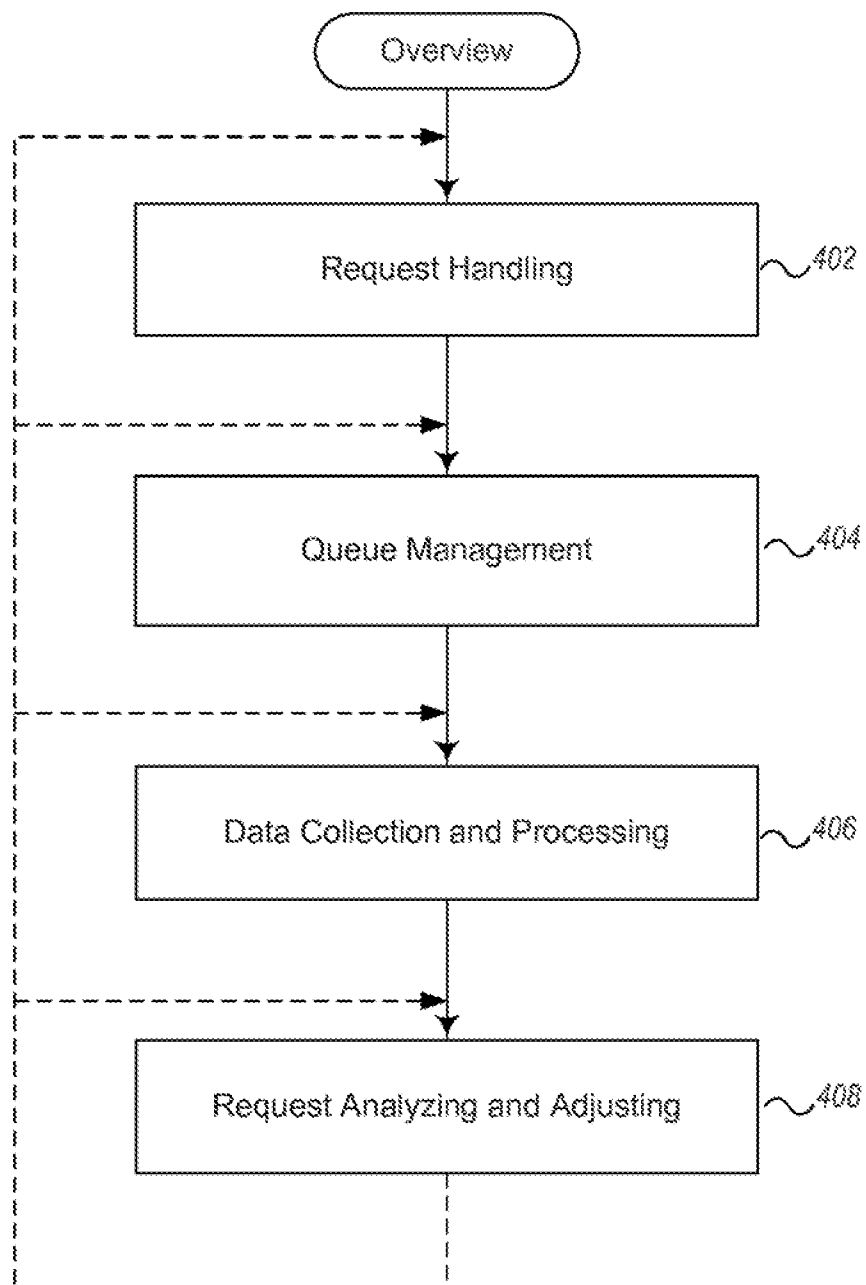 Overview
Request Handling
402
Queue Management
404
Data Collection and Processing
406
Request Analyzing and Adjusting
408